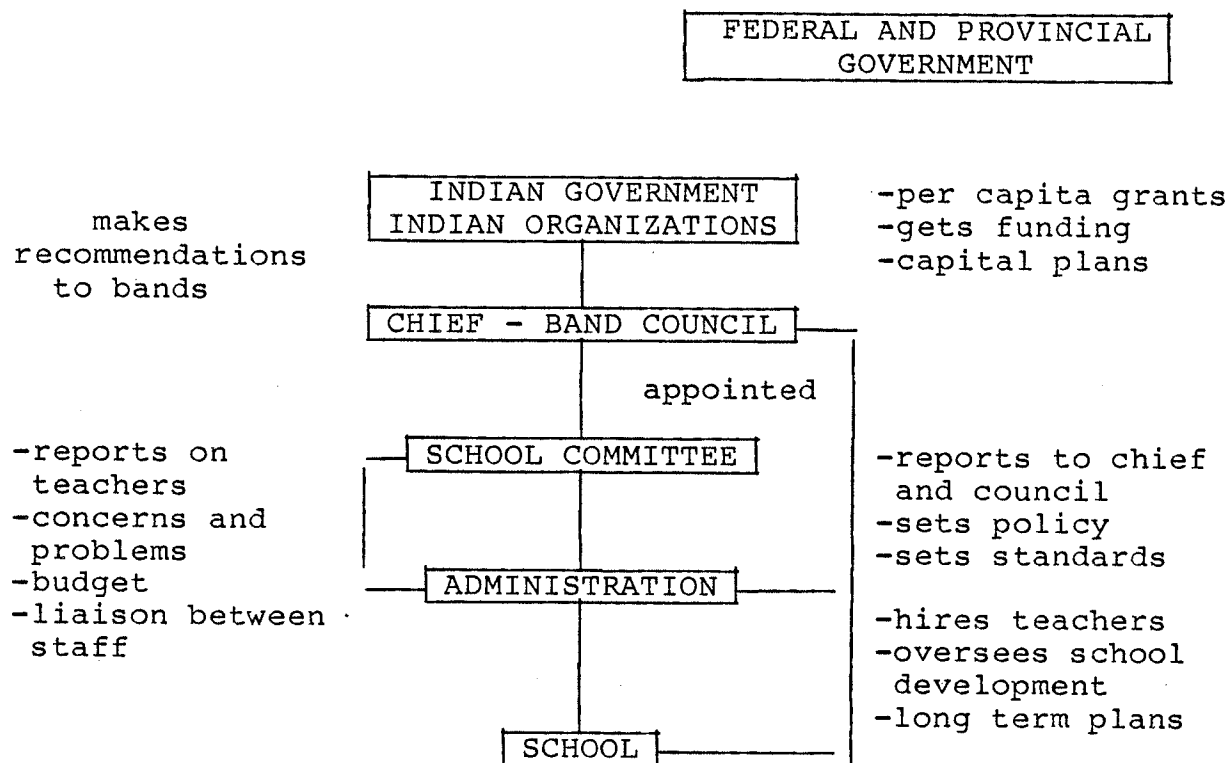 FEDERAL AND PROVINCIAL
GOVERNMENT
INDIAN GOVERNMENT
INDIAN ORGANIZATIONS
makes
recommendations
to bands
-per capita grants
-gets funding
-capital plans
CHIEF - BAND COUNCIL
appointed
SCHOOL COMMITTEE
-reports on
teachers
-concerns and
problems
-budget
-liaison between
staff
-reports to chief
and council
-sets policy
-sets standards
ADMINISTRATION
-hires teachers
-oversees school
development
-long term plans
SCHOOL